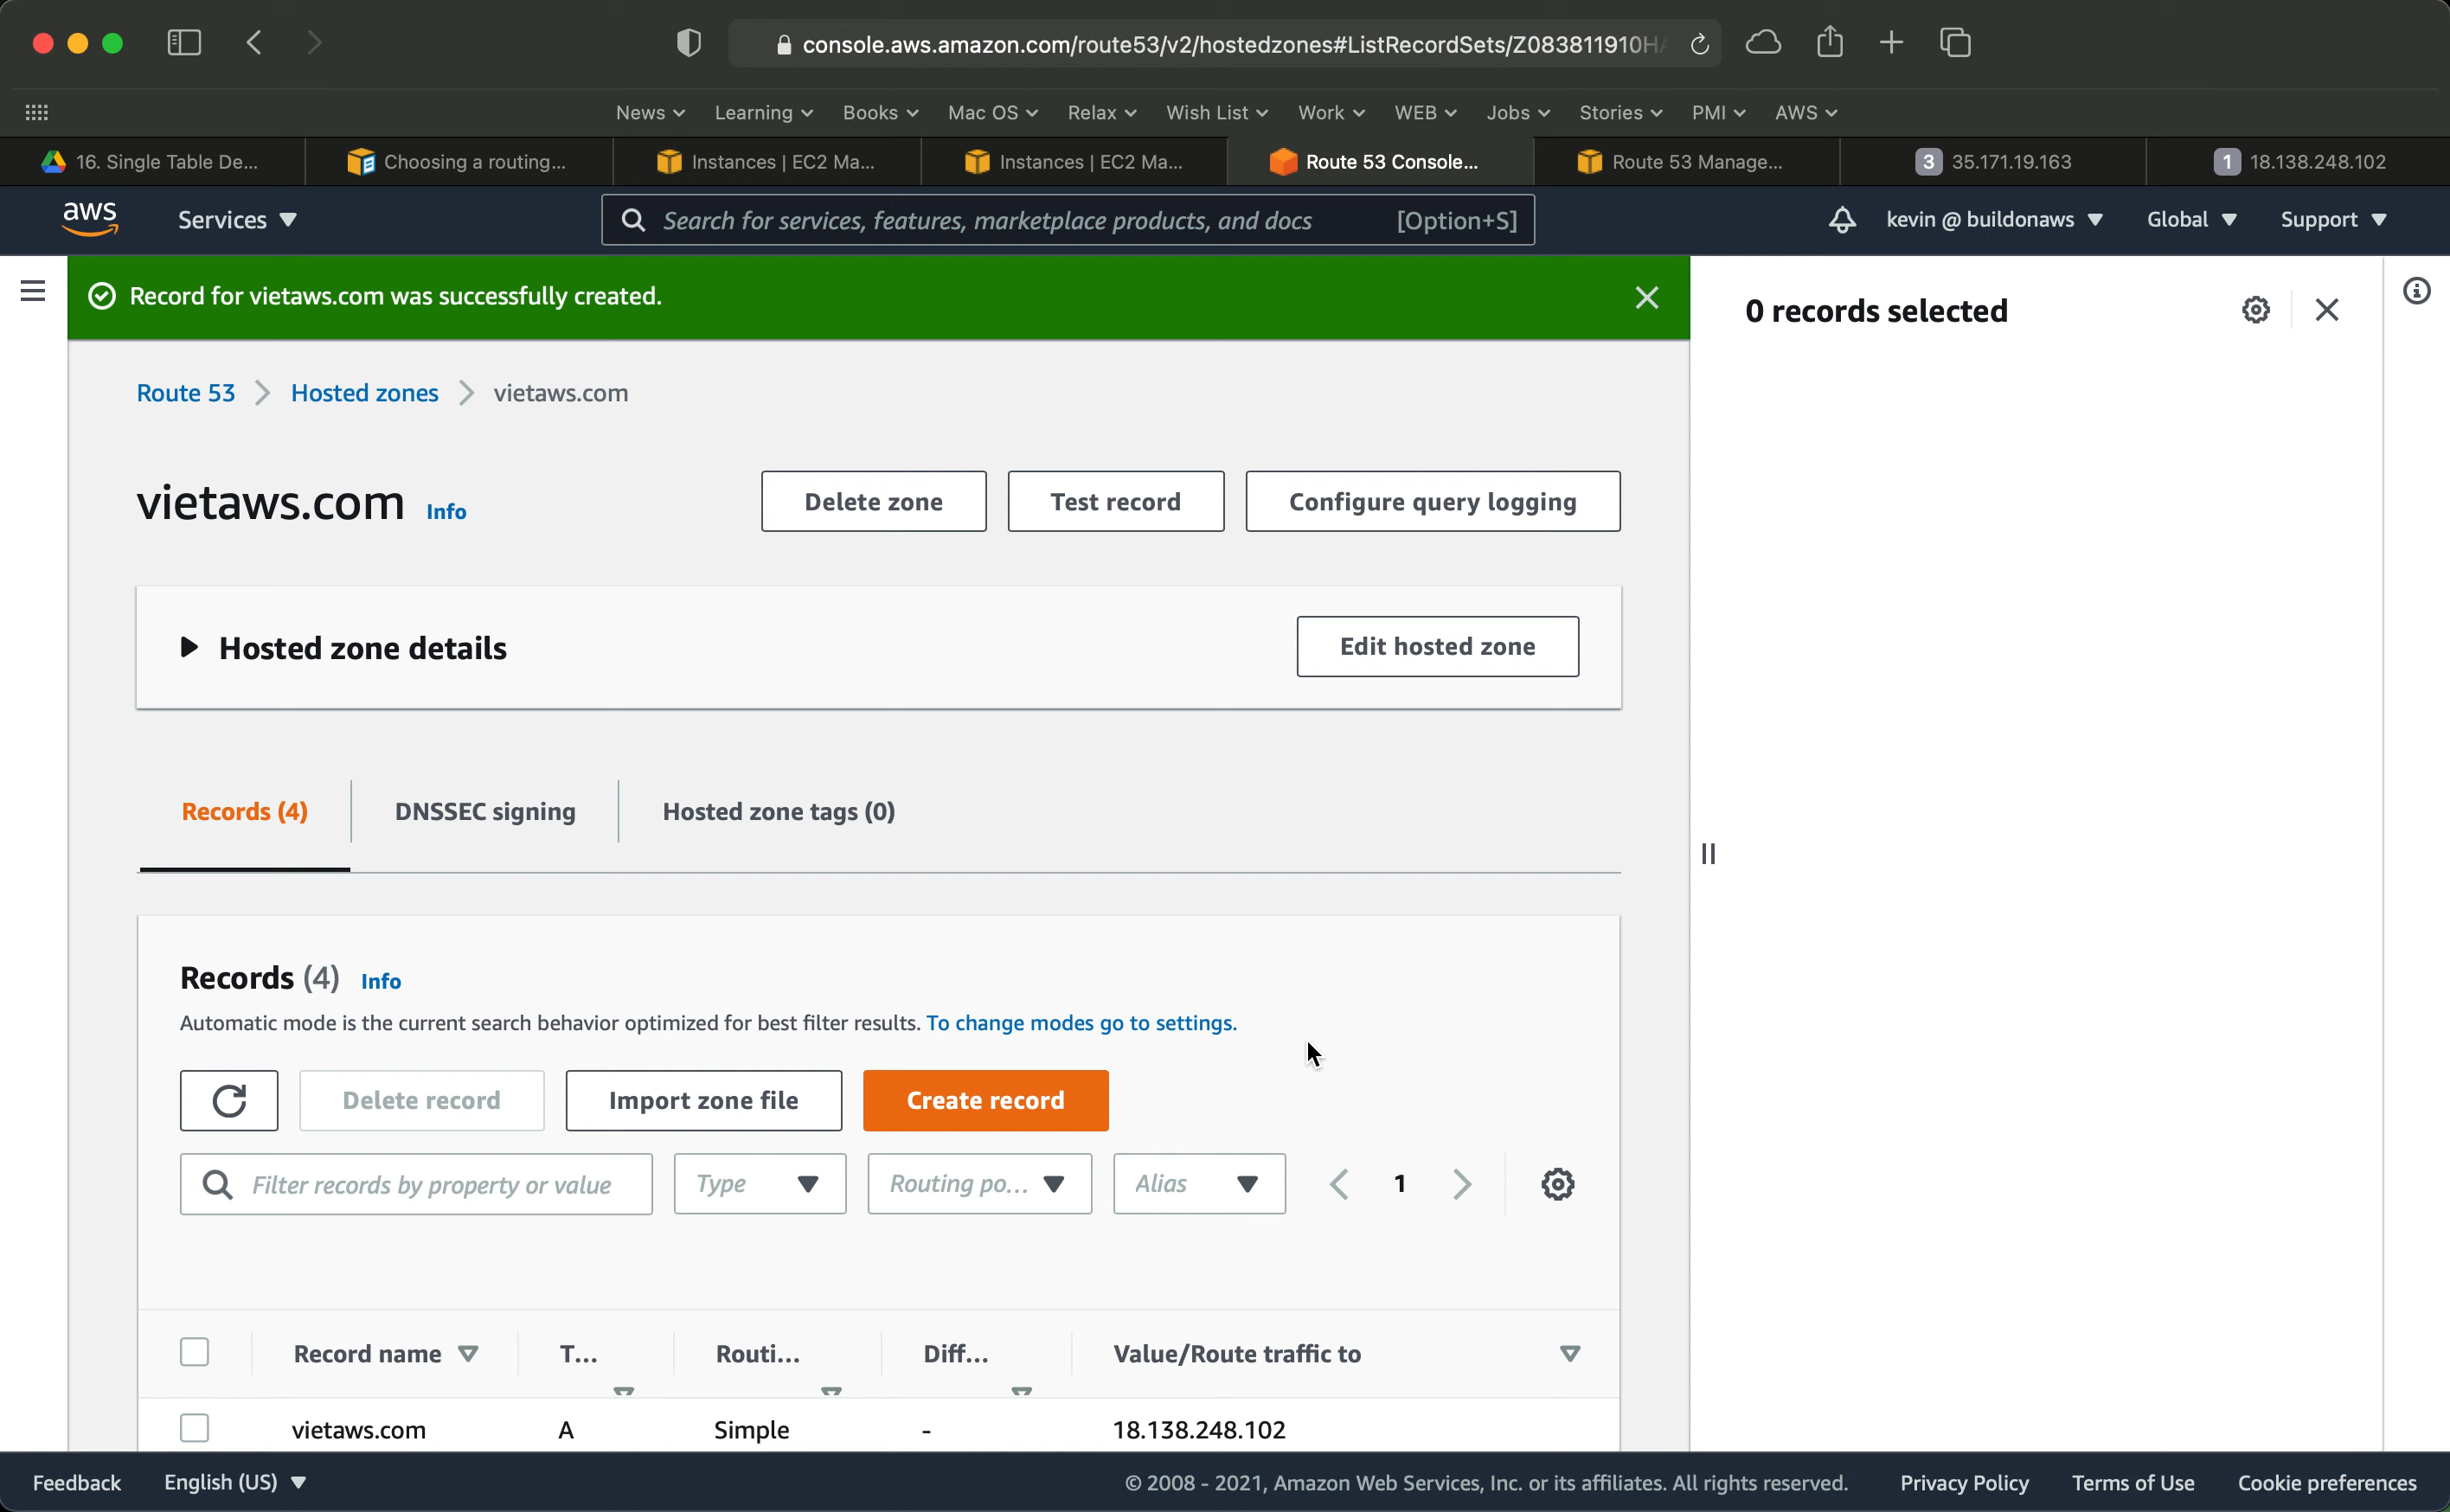 console.aws.amazon.com/route53/v2/hostedzones#ListRecordSets/Z083811910H
News Learning Books Mac OS Relax Wish List Work WEB Jobs Stories PMI AWS
16. Single Table De... Choosing a routing... Instances | EC2 Ma... Instances | EC2 Ma... Route 53 Console... Route 53 Manage... 3 35.171.19.163 1 18.138.248.102
aws Services Search for services, features, marketplace products, and docs [Option+S] kevin @ buildonaws Global Support
Record for vietaws.com was successfully created.
0 records selected
Route 53 Hosted zones vietaws.com
vietaws.com Info Delete zone Test record Configure query logging
Hosted zone details Edit hosted zone
Records (4) DNSSEC signing Hosted zone tags (0)
Records (4) Info
Automatic mode is the current search behavior optimized for best filter results. To change modes go to settings.
Delete record Import zone file Create record
Filter records by property or value Type Routing po... Alias 1
Record name T... Routi... Diff... Value/Route traffic to
vietaws.com A Simple - 18.138.248.102
Feedback English (US) © 2008 - 2021, Amazon Web Services, Inc. or its affiliates. All rights reserved. Privacy Policy Terms of Use Cookie preferences